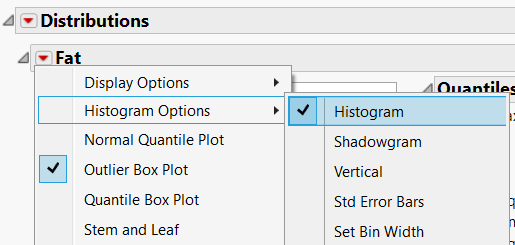 Distributions
Fat
Display Options
Quantiles
Histogram Options
Histogram
Normal Quantile Plot
Shadowgram
Outlier Box Plot
Vertical
Quantile Box Plot
Std Error Bars
Stem and Leaf
Set Bin Width